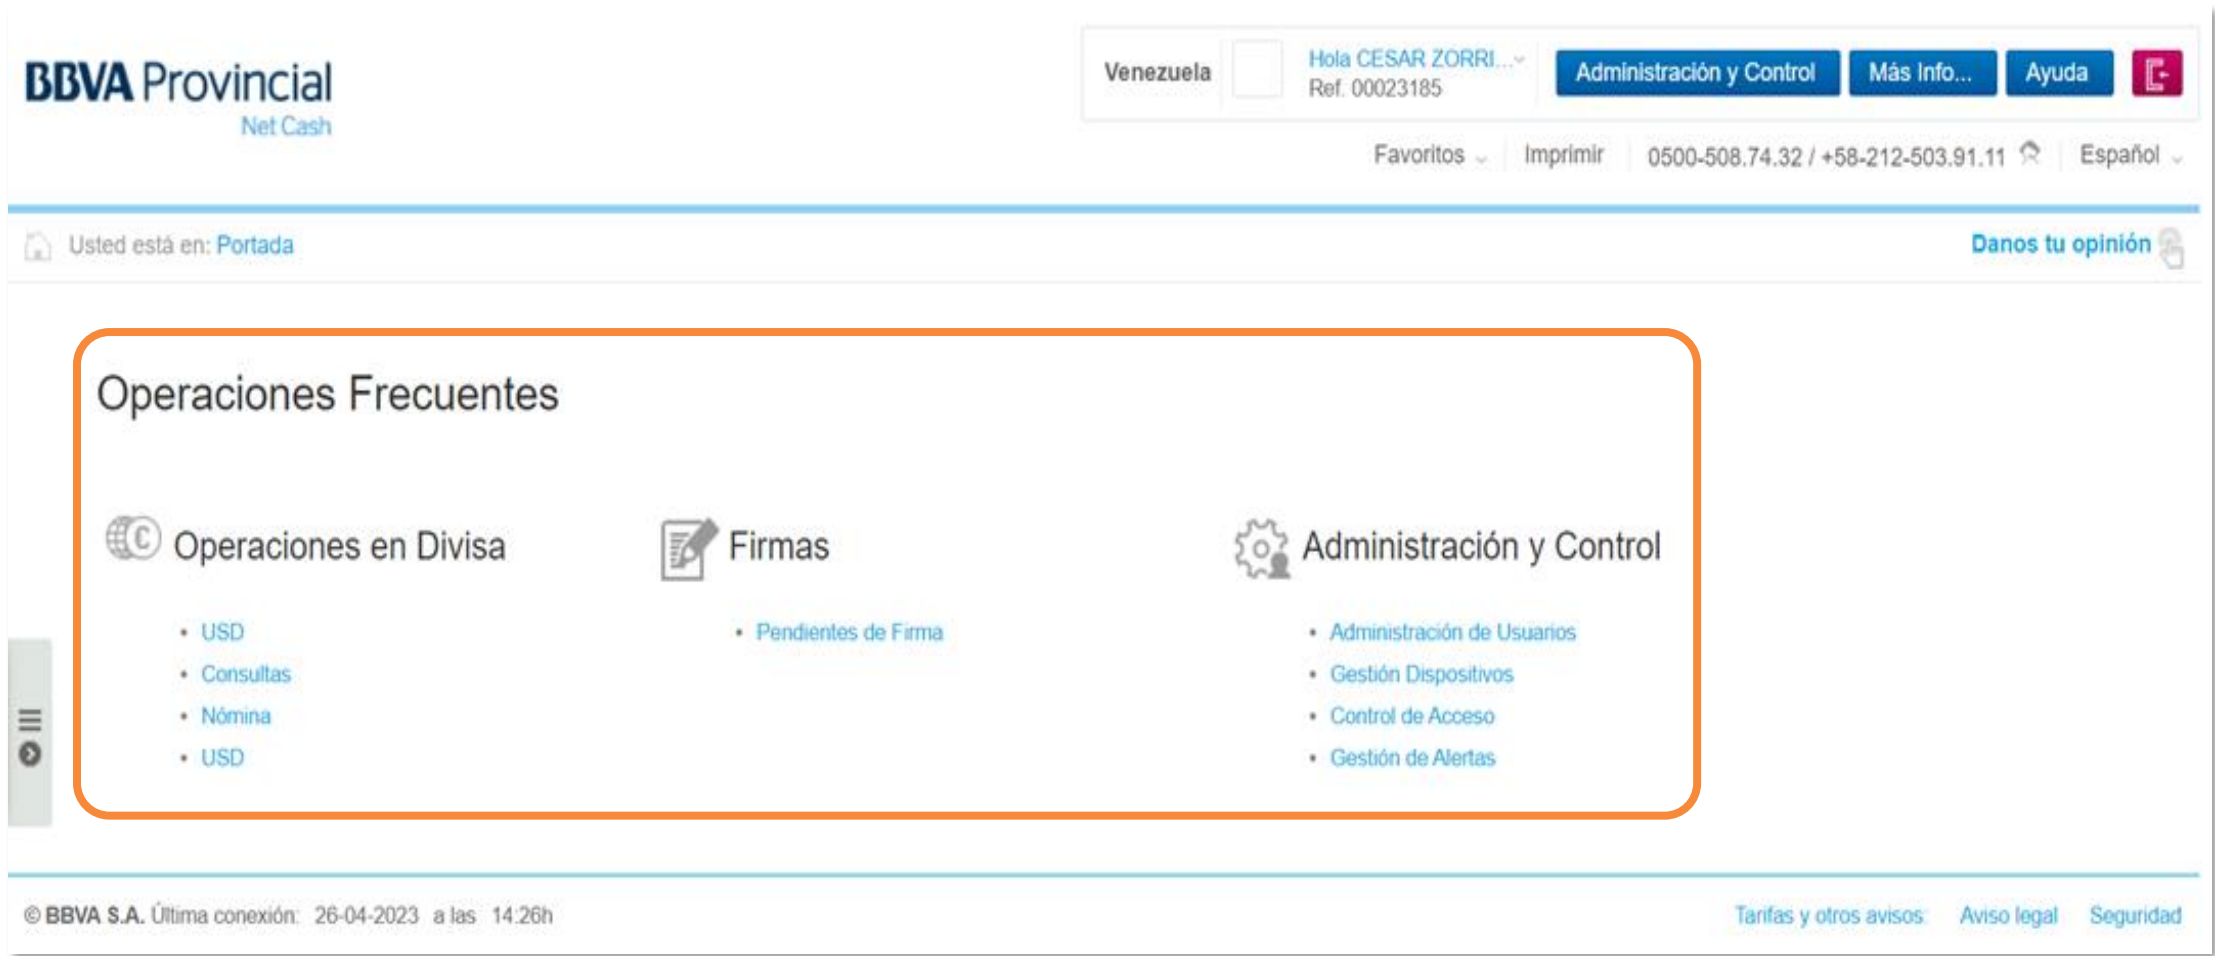 BBVA Provincial
Net Cash
Venezuela
Hola CESAR ZORRI...
Ref. 00023185
Administración y Control
Más Info...
Ayuda
Favoritos
Imprimir
0500-508.74.32 / +58-212-503.91.11
Español
Usted está en: Portada
Danos tu opinión
Operaciones Frecuentes
Operaciones en Divisa
• USD
• Consultas
• Nómina
• USD
Firmas
• Pendientes de Firma
Administración y Control
• Administración de Usuarios
• Gestión Dispositivos
• Control de Acceso
• Gestión de Alertas
© BBVA S.A. Última conexión: 26-04-2023 a las 14:26h
Tarifas y otros avisos
Aviso legal
Seguridad